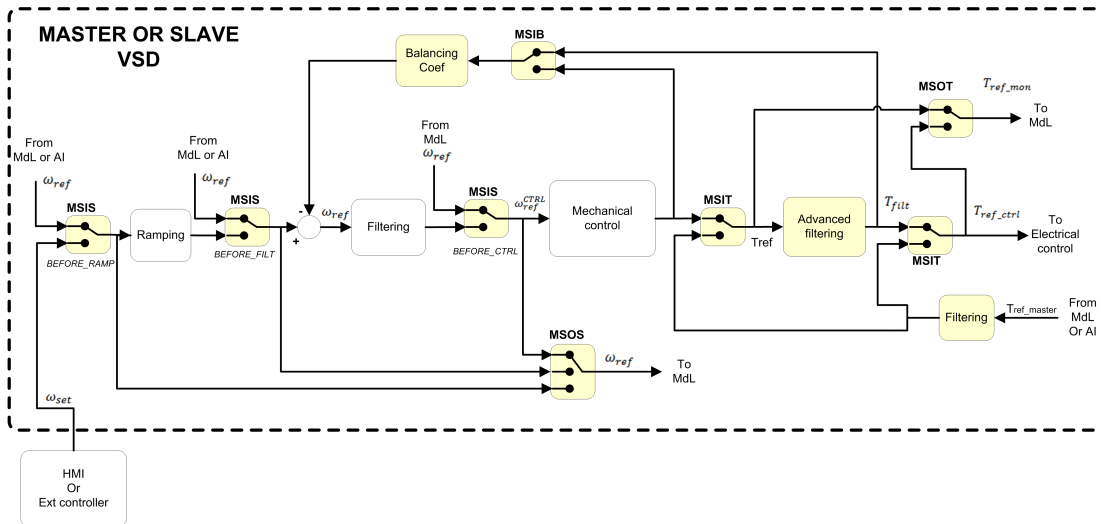 MASTER OR SLAVE
VSD
Balancing
Coef
MSIB
MSOT
T_ref_mon
To
MdL
From
MdL or AI
ω_ref
MSIS
BEFORE_RAMP
Ramping
From
MdL or AI
ω_ref
MSIS
BEFORE_FILT
-
+
ω_ref
Filtering
From
MdL
ω_ref
MSIS
BEFORE_CTRL
ω_ref^CTRL
Mechanical
control
MSIT
Tref
Advanced
filtering
T_filt
MSIT
T_ref_ctrl
To
Electrical
control
Filtering
Tref_master
From
MdL
Or AI
MSOS
ω_ref
To
MdL
ω_set
HMI
Or
Ext controller